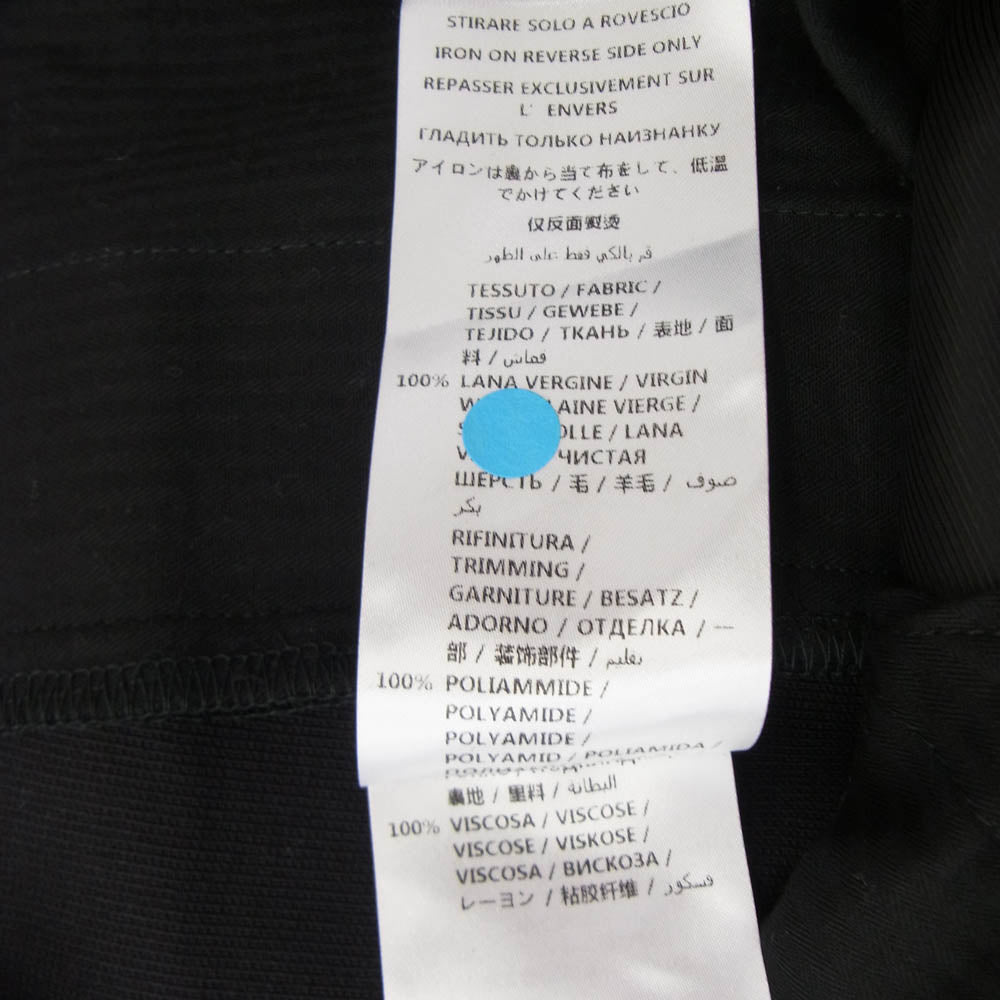 STIRARE SOLO A ROVESCIO
IRON ON REVERSE SIDE ONLY
REPASSER EXCLUSIVEMENT SUR
L' ENVERS
ГЛАДИТЬ ТОЛЬКО НАИЗНАНКУ
アイロンは裏から当て布をして、低温
でかけてください
仅反面熨烫
قم بالكي فقط على الظهر
TESSUTO / FABRIC /
TISSU / GEWEBE /
TEJIDO / ТКАНЬ / 表地 / 面
料 / قماش
100% LANA VERGINE / VIRGIN
LAINE VIERGE /
/ LANA
ЧИСТАЯ
ШЕРСТЬ / 毛 / 羊毛 / صوف
بكر
RIFINITURA /
TRIMMING /
GARNITURE / BESATZ /
ADORNO / ОТДЕЛКА / 一
部 / 装饰部件 / تقليم
100% POLIAMMIDE /
POLYAMIDE /
POLYAMIDE /
POLYAMID / POLIAMIDA /
裏地 / 里料 / البطانة
100% VISCOSA / VISCOSE /
VISCOSE / VISKOSE /
VISCOSA / ВИСКОЗА /
レーヨン / 粘胶纤维 / فسكوز